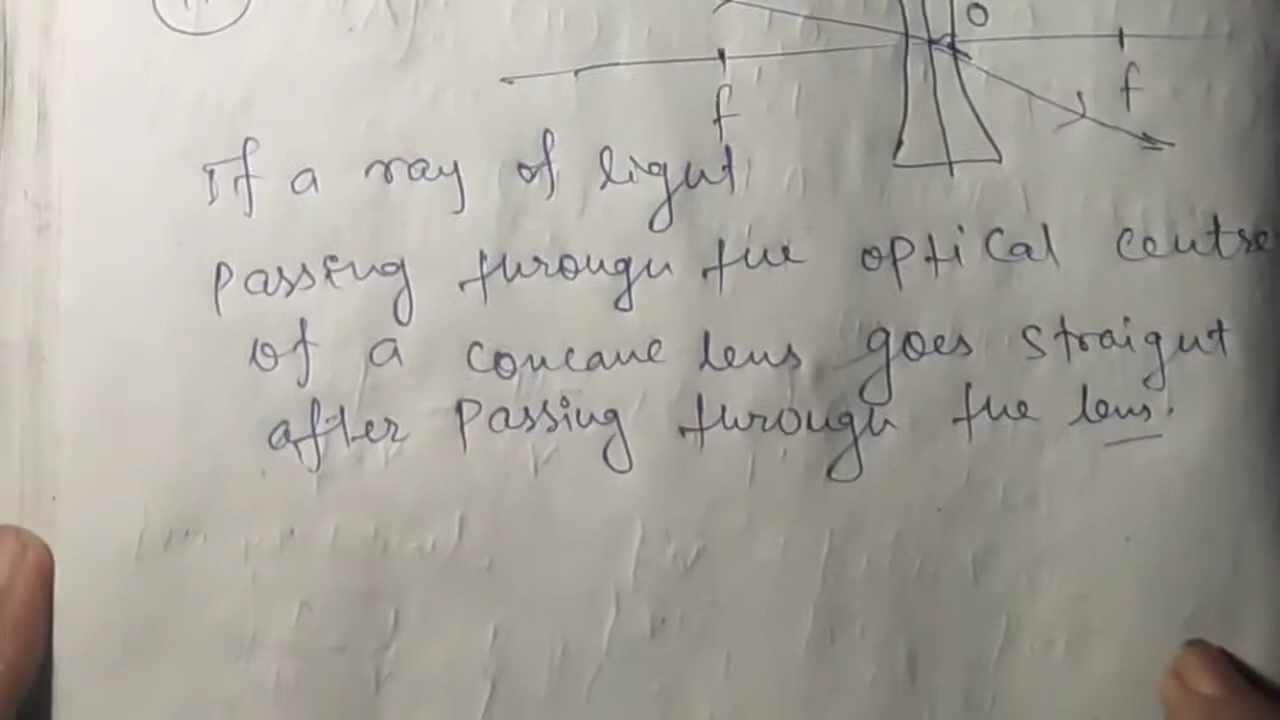 O
f
f
If a ray of light
passing through the optical centre
of a concave lens goes straight
after passing through the lens.